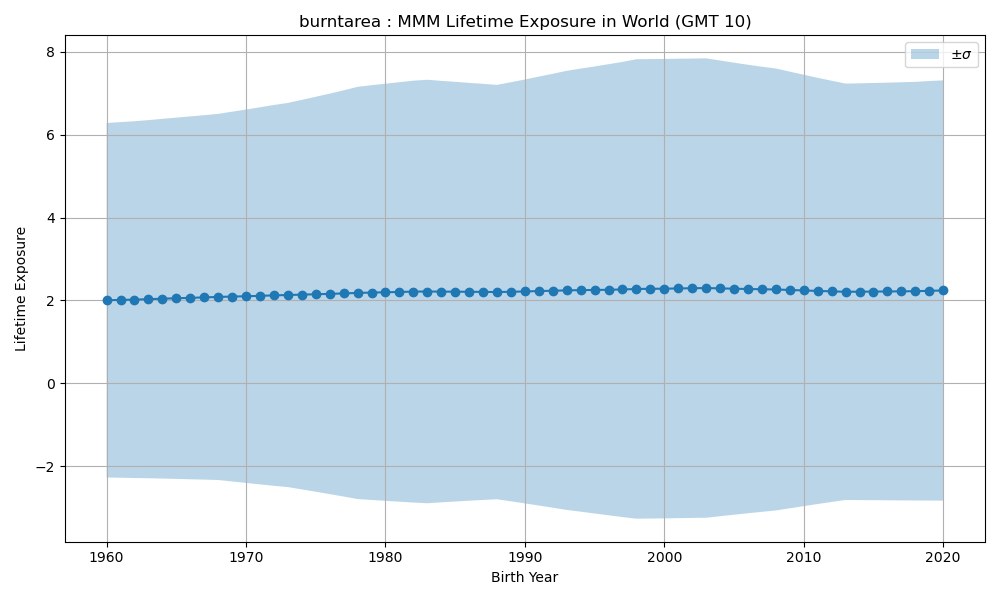 burntarea : MMM Lifetime Exposure in World (GMT 10)
±σ
8
6
4
2
0
−2
Lifetime Exposure
1960 1970 1980 1990 2000 2010 2020
Birth Year